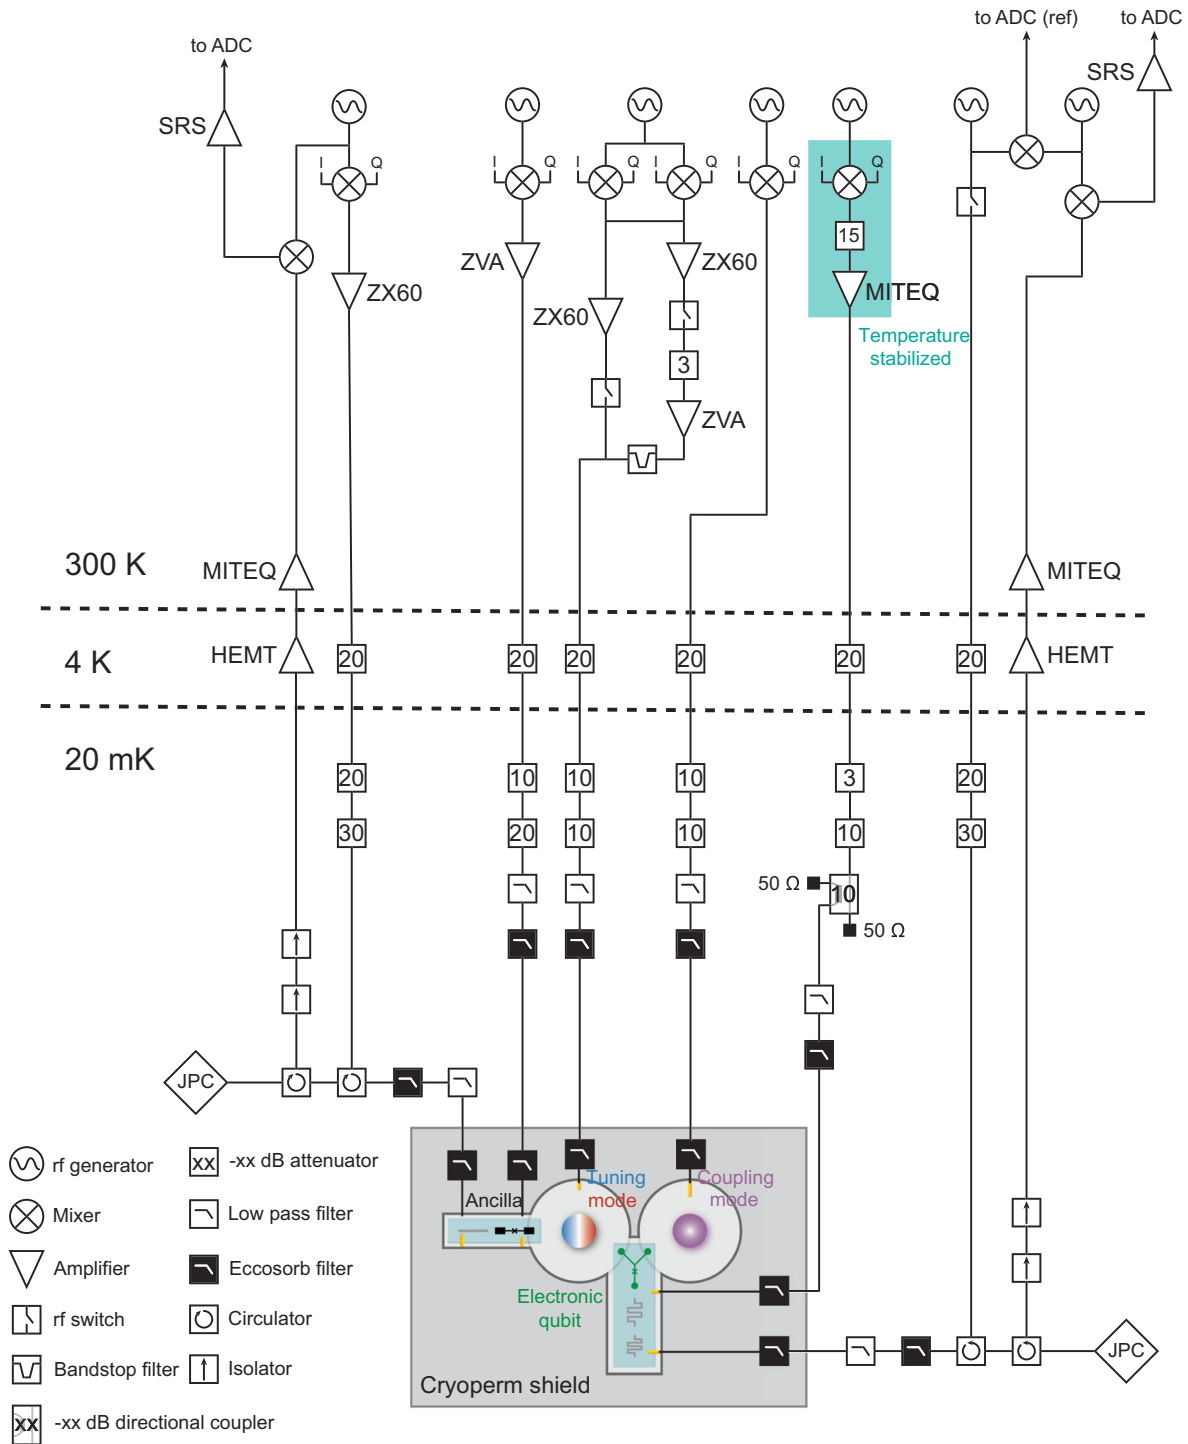 to ADC (ref)
to ADC
to ADC
SRS
SRS
I
Q
I
Q
I
Q
I
Q
I
Q
I
Q
15
ZX60
ZVA
ZX60
ZX60
MITEQ
Temperature
stabilized
3
ZVA
300 K
MITEQ
MITEQ
4 K
HEMT
20
20
20
20
20
20
HEMT
20 mK
20
10
10
10
3
20
30
20
10
10
10
30
50 Ω
10
50 Ω
JPC
rf generator
xx
-xx dB attenuator
Mixer
Low pass filter
Amplifier
Eccosorb filter
rf switch
Circulator
Bandstop filter
Isolator
xx
-xx dB directional coupler
Ancilla
Tuning
mode
Coupling
mode
Electronic
qubit
Cryoperm shield
JPC